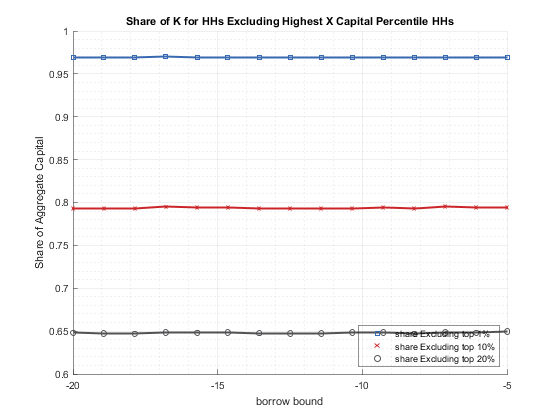 Share of K for HHs Excluding Highest X Capital Percentile HHs
1
0.95
0.9
0.85
0.8
0.75
0.7
0.65
0.6
Share of Aggregate Capital
-20
-15
-10
-5
borrow bound
share Excluding top 1%
share Excluding top 10%
share Excluding top 20%